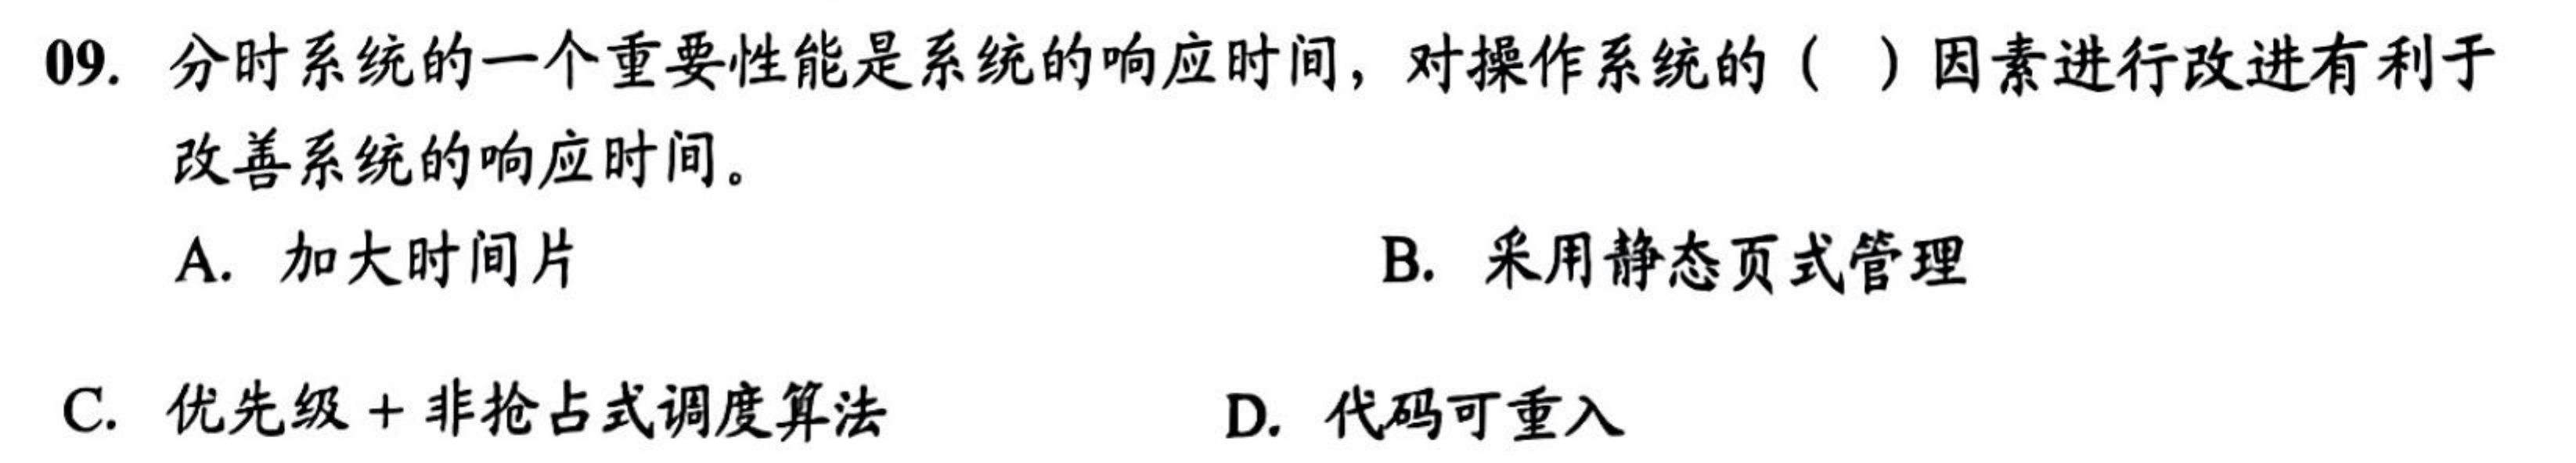 09. 分时系统的一个重要性能是系统的响应时间，对操作系统的（ ）因素进行改进有利于
改善系统的响应时间。
A. 加大时间片 B. 采用静态页式管理
C. 优先级 + 非抢占式调度算法 D. 代码可重入